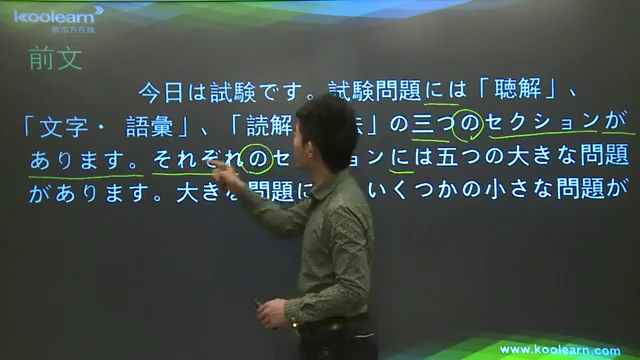 koolearn
新东方在线
前文
今日は試験です。試験問題には「聴解」、
「文字・ 語彙」、「読解 法」の三つのセクションが
あります。それぞれのセ ョンには五つの大きな問題
があります。大きな問題に いくつかの小さな問題が
www.koolearn.com